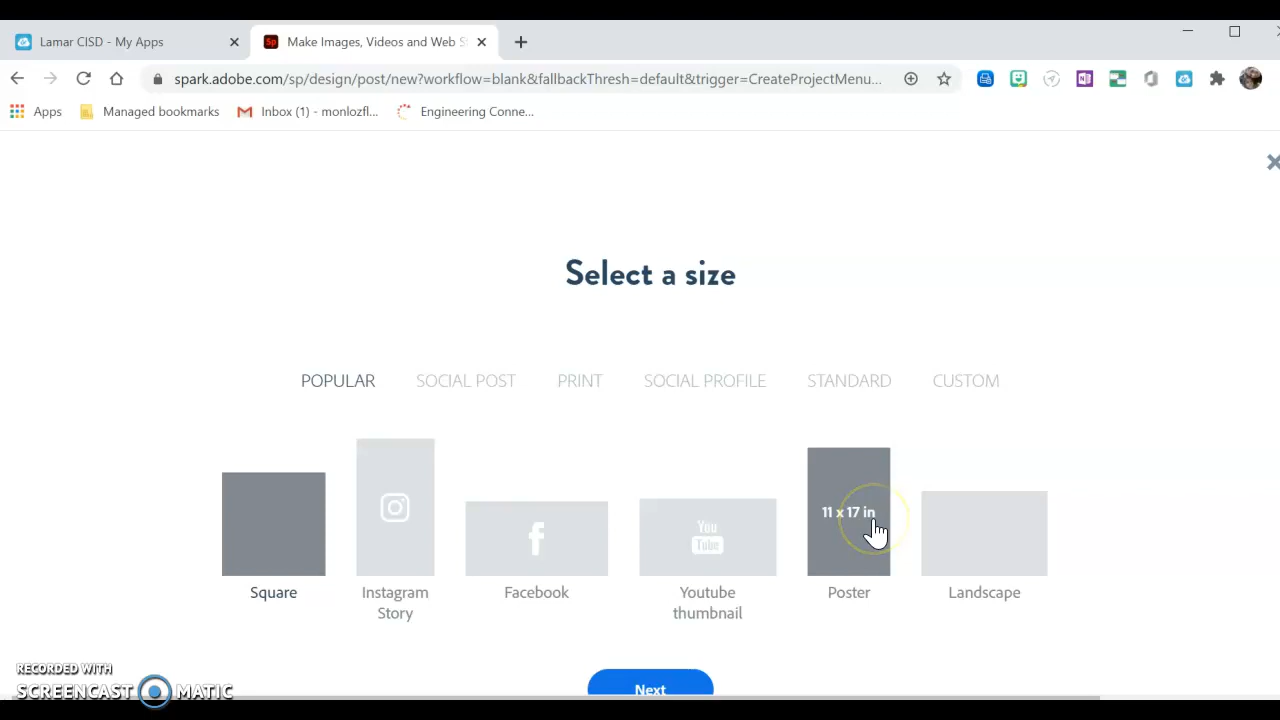 Lamar CISD - My Apps
Make Images, Videos and Web S
spark.adobe.com/sp/design/post/new?workflow=blank&fallbackThresh=default&trigger=CreateProjectMenu...
Apps
Managed bookmarks
Inbox (1) - monlozfl...
Engineering Conne...
Select a size
POPULAR
SOCIAL POST
PRINT
SOCIAL PROFILE
STANDARD
CUSTOM
You
Tube
11 x 17 in
Square
Instagram
Story
Facebook
Youtube
thumbnail
Poster
Landscape
Next
RECORDED WITH
SCREENCAST MATIC